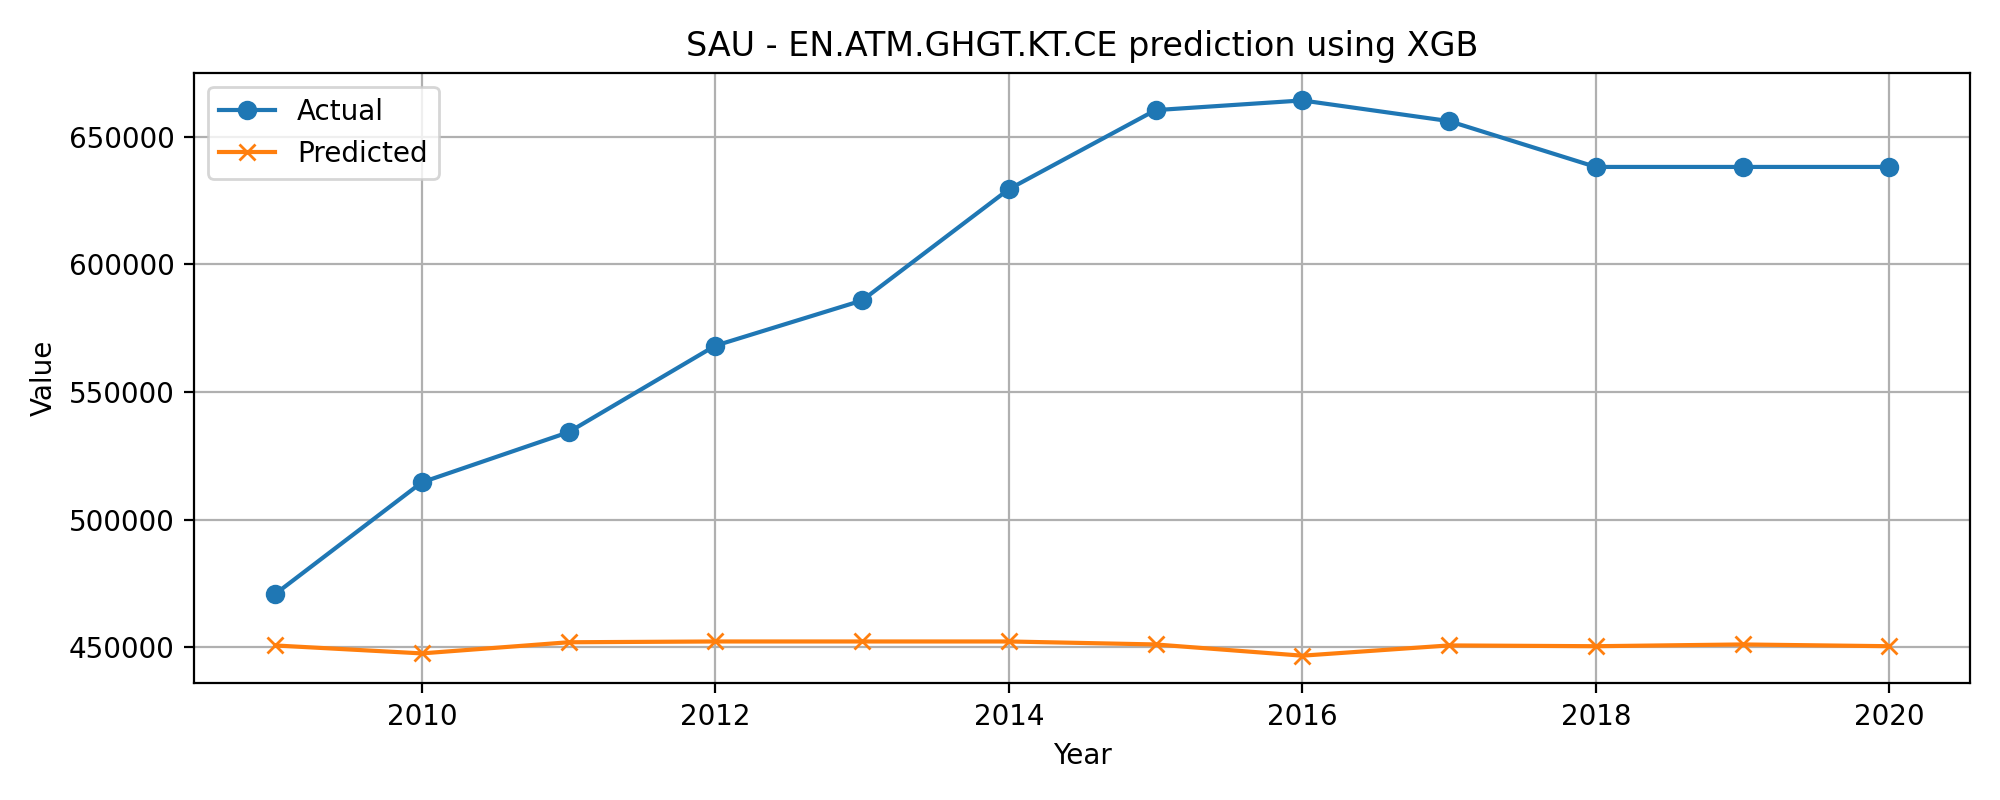 SAU - EN.ATM.GHGT.KT.CE prediction using XGB
Actual
Predicted
650000
600000
550000
500000
450000
Value
2010 2012 2014 2016 2018 2020
Year